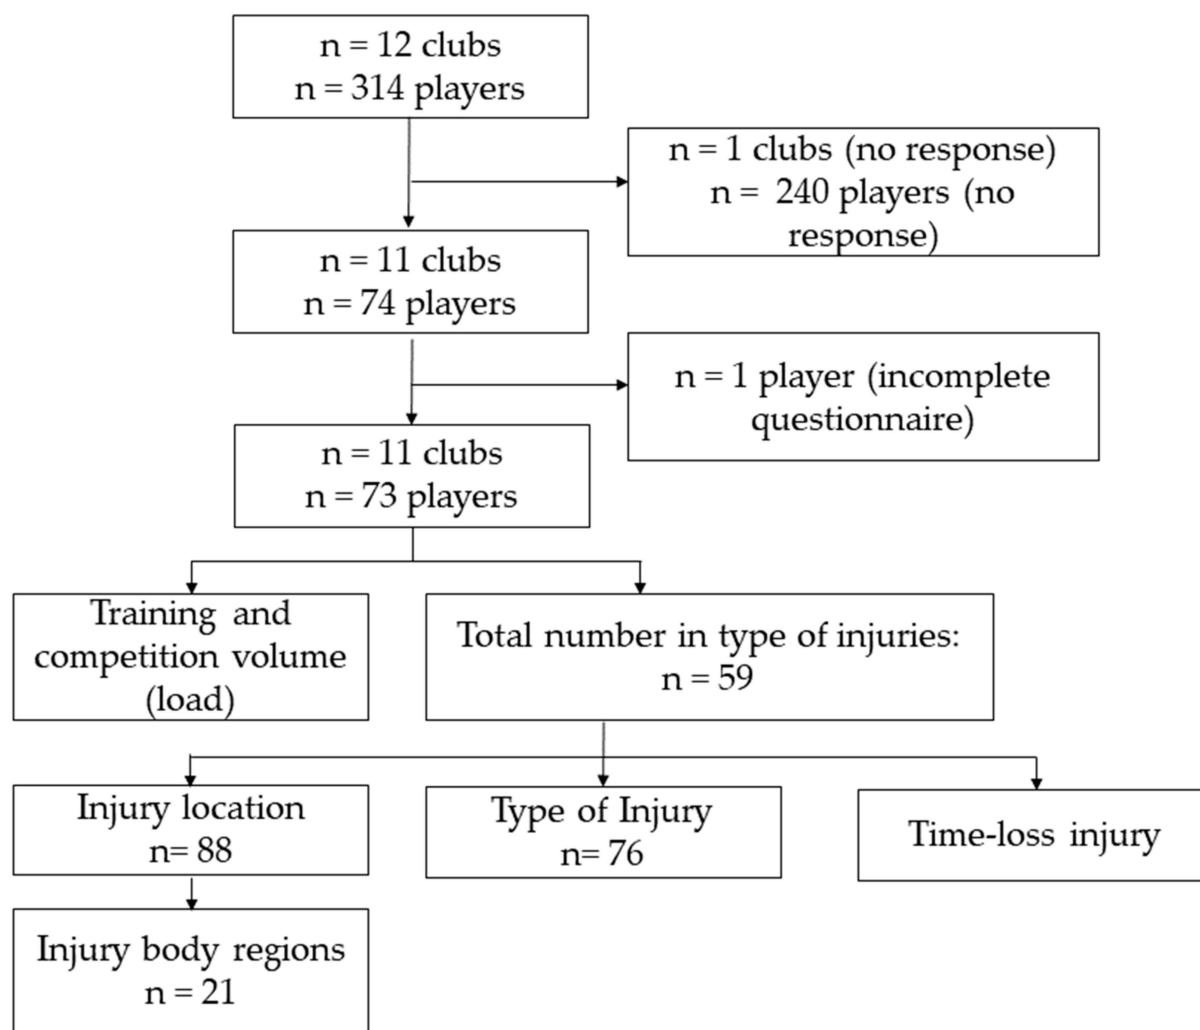 n = 12 clubs
n = 314 players
n = 1 clubs (no response)
n = 240 players (no
response)
n = 11 clubs
n = 74 players
n = 1 player (incomplete
questionnaire)
n = 11 clubs
n = 73 players
Training and
competition volume
(load)
Total number in type of injuries:
n = 59
Injury location
n= 88
Type of Injury
n= 76
Time-loss injury
Injury body regions
n = 21